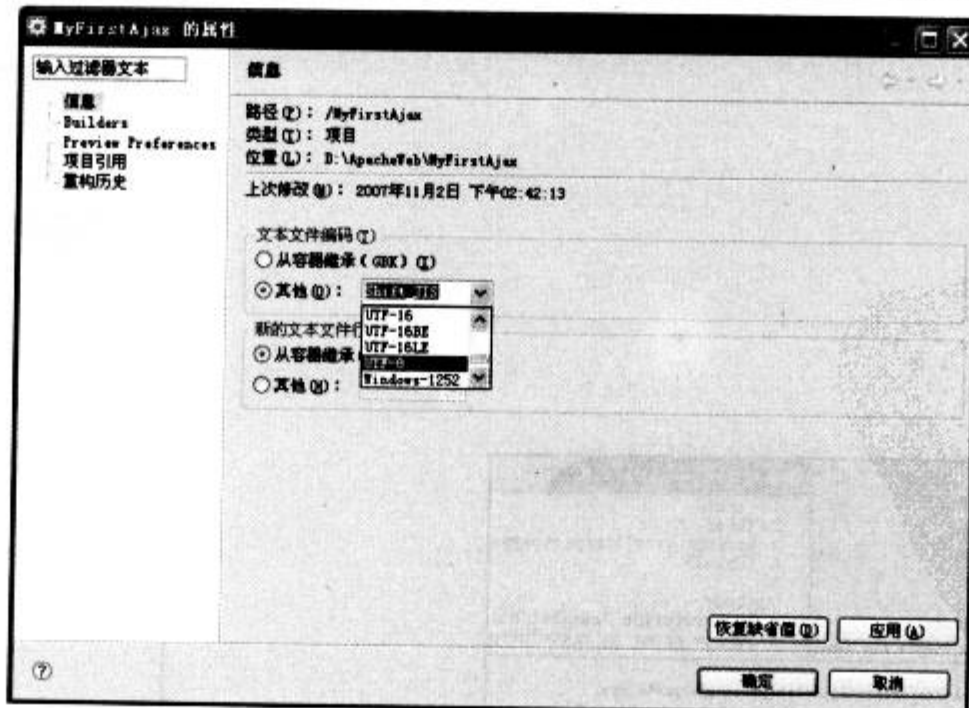 MyFirstAjax 的属性
输入过滤器文本
信息
Builders
Preview Preferences
项目引用
重构历史
信息
路径(P)： /MyFirstAjax
类型(T)： 项目
位置(L)： D:\ApacheWeb\MyFirstAjax
上次修改(M)： 2007年11月2日 下午02:42:13
文本文件编码(T)
从容器继承（GBK）(I)
其他(O)：
UTF-16
UTF-16BE
UTF-16LE
UTF-8
Windows-1252
新的文本文件行
从容器继承
其他(H)：
恢复缺省值(D)
应用(A)
?
确定
取消